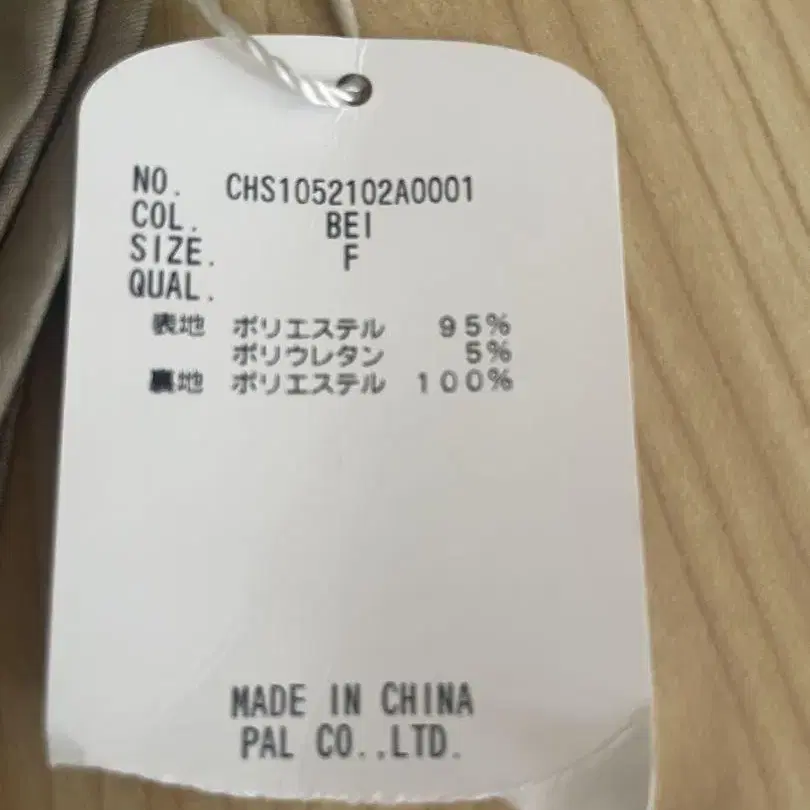 NO. CHS1052102A0001
COL. BEI
SIZE. F
QUAL.
表地 ポリエステル 95%
ポリウレタン 5%
裏地 ポリエステル 100%
MADE IN CHINA
PAL CO.,LTD.